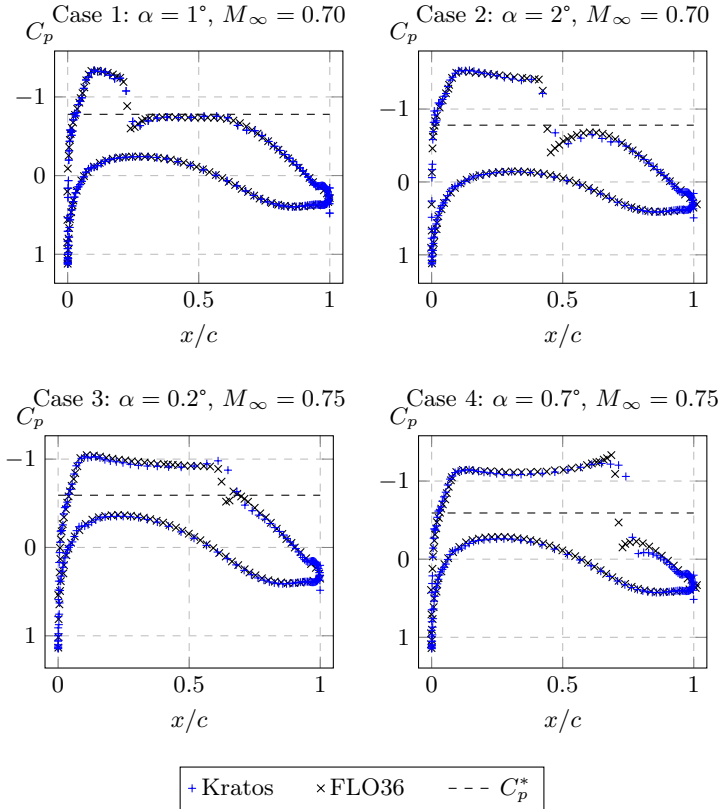 Case 1: α = 1°, M∞ = 0.70
Cp
−1
0
1
0
0.5
1
x/c
Case 2: α = 2°, M∞ = 0.70
Cp
−1
0
1
0
0.5
1
x/c
Case 3: α = 0.2°, M∞ = 0.75
Cp
−1
0
1
0
0.5
1
x/c
Case 4: α = 0.7°, M∞ = 0.75
Cp
−1
0
1
0
0.5
1
x/c
Kratos FLO36 Cp*